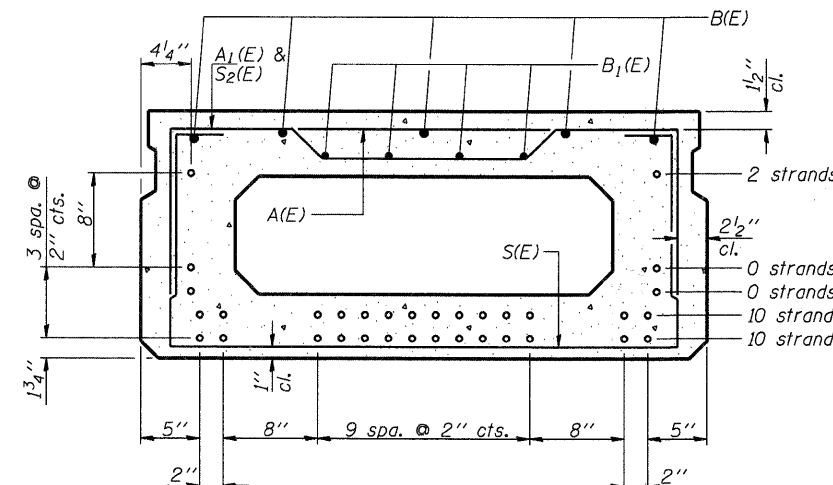 B(E)
4¼"
A₁(E) &
S₂(E)
B₁(E)
1½"
cl.
3 spa. @
2" cts.
8"
2 strands
A(E)
S(E)
2½"
cl.
0 strands
0 strands
10 strand
10 strand
1¾"
1"
cl.
5"
8"
9 spa. @ 2" cts.
8"
5"
2"
2"